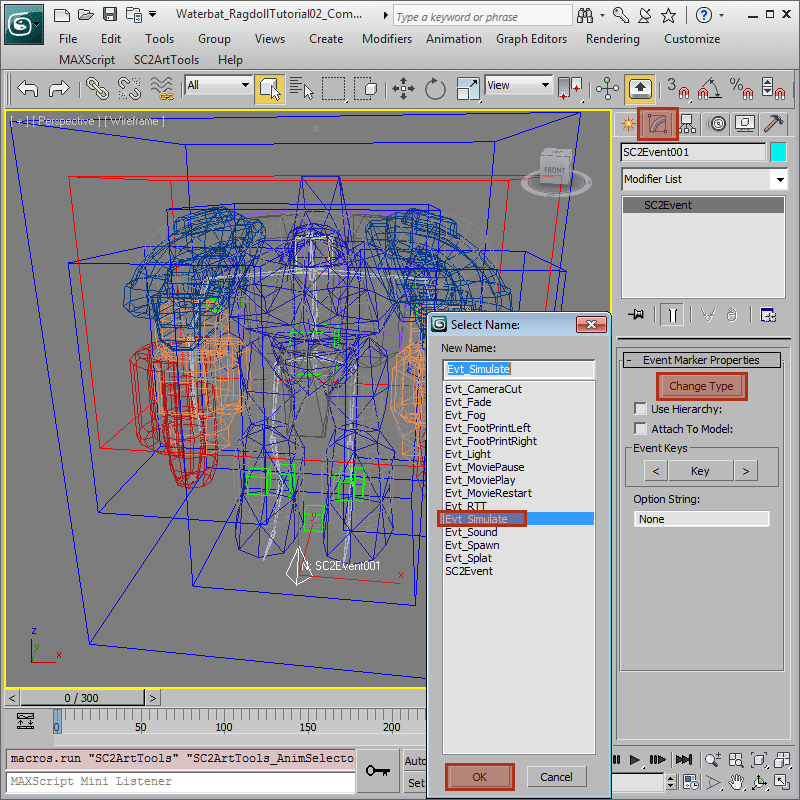 Waterbat_RagdollTutorial02_Com...
Type a keyword or phrase
File Edit Tools Group Views Create Modifiers Animation Graph Editors Rendering Customize
MAXScript SC2ArtTools Help
All
View
3
%
[ + ] [ Perspective ] [ Wireframe ]
FRONT
SC2Event001
Modifier List
SC2Event
Select Name:
New Name:
Evt_Simulate
Evt_CameraCut
Evt_Fade
Evt_Fog
Evt_FootPrintLeft
Evt_FootPrintRight
Evt_Light
Evt_MoviePause
Evt_MoviePlay
Evt_MovieRestart
Evt_RTT
Evt_Simulate
Evt_Sound
Evt_Spawn
Evt_Splat
SC2Event
OK
Cancel
- Event Marker Properties
Change Type
Use Hierarchy:
Attach To Model:
Event Keys
< Key >
Option String:
None
N: SC2Event001
x
z
y
x
< 0 / 300 >
0 50 100 150 200
macros.run "SC2ArtTools" "SC2ArtTools_AnimSelecto
MAXScript Mini Listener
Auto
Set